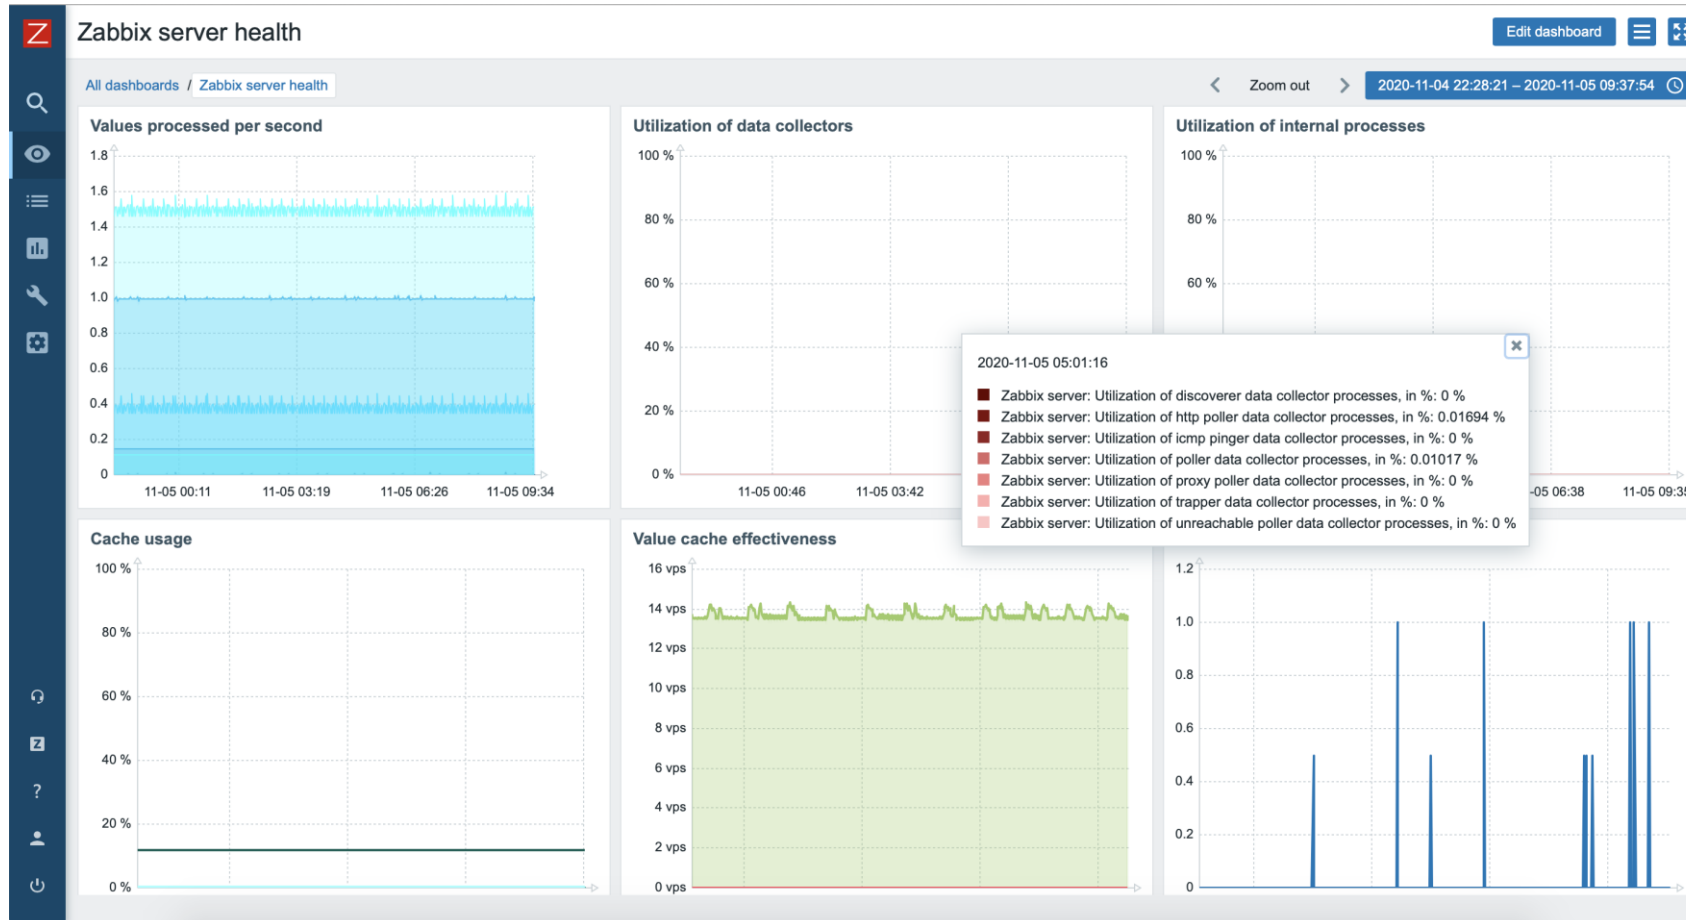 Z
Zabbix server health
Edit dashboard
All dashboards / Zabbix server health
Zoom out
2020-11-04 22:28:21 – 2020-11-05 09:37:54
Values processed per second
1.8
1.6
1.4
1.2
1.0
0.8
0.6
0.4
0.2
0
11-05 00:11 11-05 03:19 11-05 06:26 11-05 09:34
Utilization of data collectors
100 %
80 %
60 %
40 %
20 %
0 %
11-05 00:46 11-05 03:42
Utilization of internal processes
100 %
80 %
60 %
-05 06:38 11-05 09:35
2020-11-05 05:01:16
Zabbix server: Utilization of discoverer data collector processes, in %: 0 %
Zabbix server: Utilization of http poller data collector processes, in %: 0.01694 %
Zabbix server: Utilization of icmp pinger data collector processes, in %: 0 %
Zabbix server: Utilization of poller data collector processes, in %: 0.01017 %
Zabbix server: Utilization of proxy poller data collector processes, in %: 0 %
Zabbix server: Utilization of trapper data collector processes, in %: 0 %
Zabbix server: Utilization of unreachable poller data collector processes, in %: 0 %
Cache usage
100 %
80 %
60 %
40 %
20 %
0 %
Value cache effectiveness
16 vps
14 vps
12 vps
10 vps
8 vps
6 vps
4 vps
2 vps
0 vps
1.2
1.0
0.8
0.6
0.4
0.2
0
Z
?